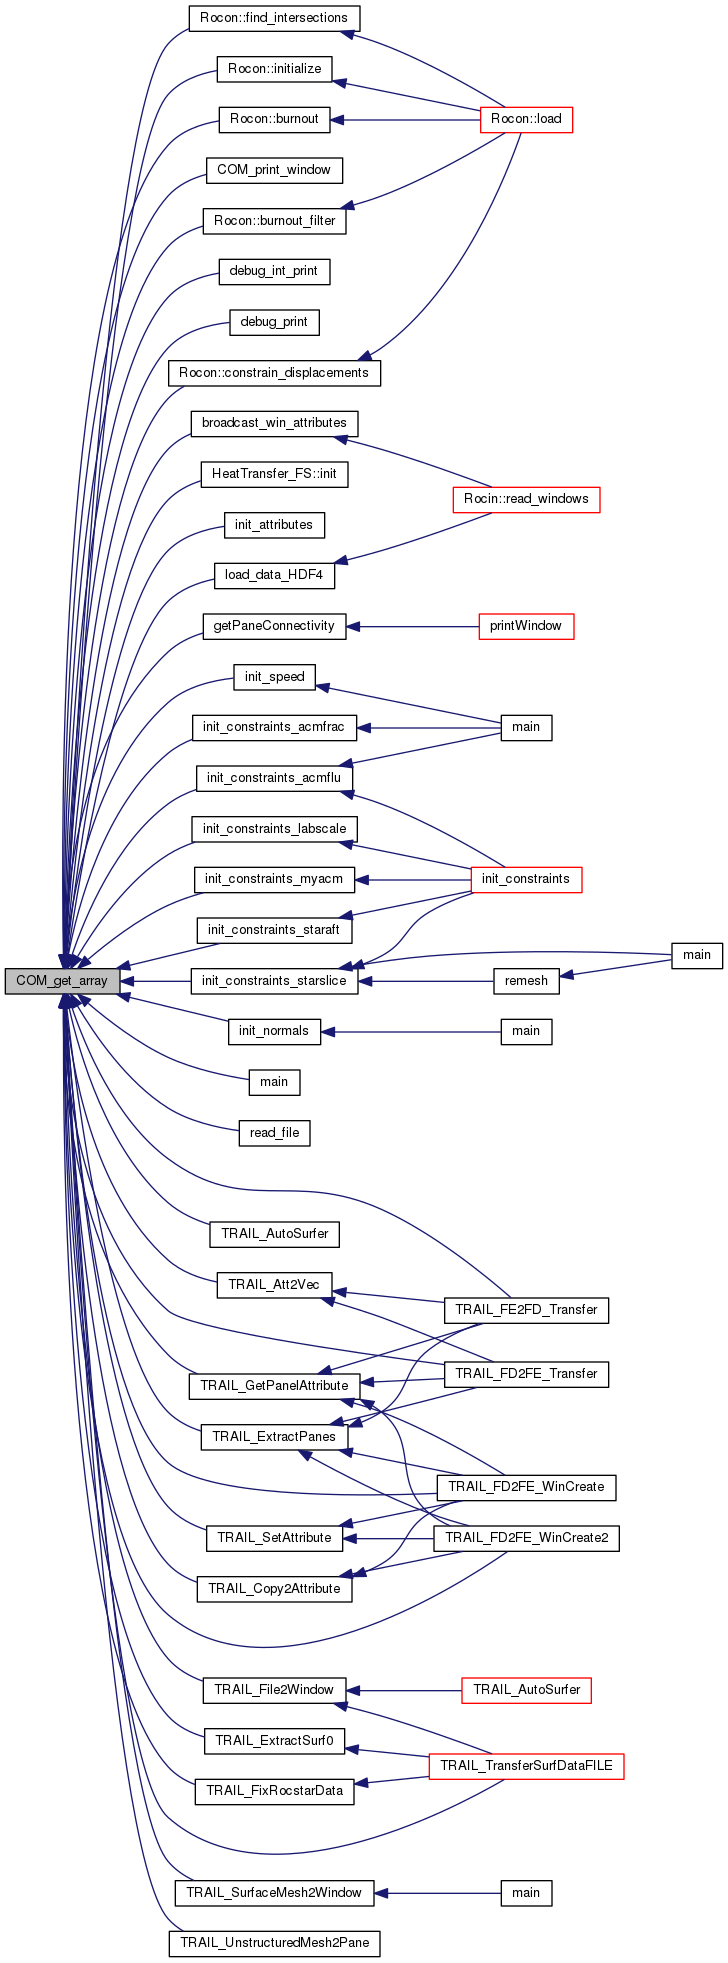 Rocon::find_intersections
Rocon::initialize
Rocon::burnout
Rocon::load
COM_print_window
Rocon::burnout_filter
debug_int_print
debug_print
Rocon::constrain_displacements
broadcast_win_attributes
HeatTransfer_FS::init
Rocin::read_windows
init_attributes
load_data_HDF4
getPaneConnectivity
printWindow
init_speed
init_constraints_acmfrac
main
init_constraints_acmflu
init_constraints_labscale
init_constraints_myacm
init_constraints
init_constraints_staraft
main
COM_get_array
init_constraints_starslice
remesh
init_normals
main
main
read_file
TRAIL_AutoSurfer
TRAIL_Att2Vec
TRAIL_FE2FD_Transfer
TRAIL_FD2FE_Transfer
TRAIL_GetPanelAttribute
TRAIL_ExtractPanes
TRAIL_FD2FE_WinCreate
TRAIL_SetAttribute
TRAIL_FD2FE_WinCreate2
TRAIL_Copy2Attribute
TRAIL_File2Window
TRAIL_AutoSurfer
TRAIL_ExtractSurf0
TRAIL_TransferSurfDataFILE
TRAIL_FixRocstarData
TRAIL_SurfaceMesh2Window
main
TRAIL_UnstructuredMesh2Pane